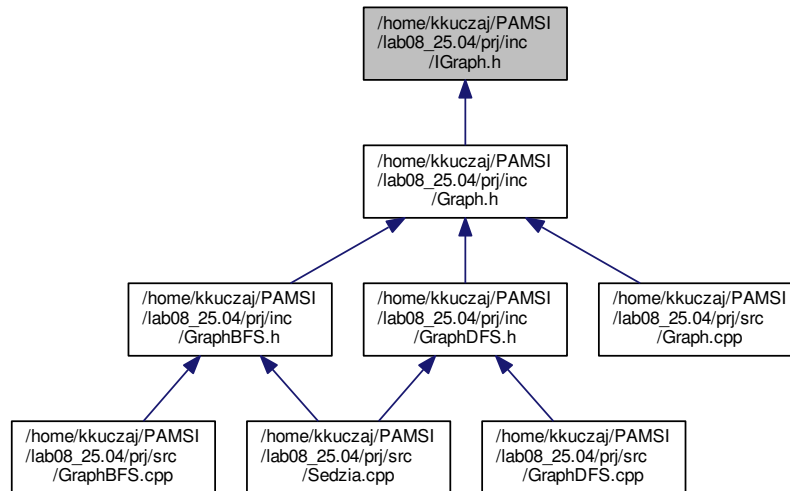 /home/kkuczaj/PAMSI
/lab08_25.04/prj/inc
/IGraph.h
/home/kkuczaj/PAMSI
/lab08_25.04/prj/inc
/Graph.h
/home/kkuczaj/PAMSI
/lab08_25.04/prj/inc
/GraphBFS.h
/home/kkuczaj/PAMSI
/lab08_25.04/prj/inc
/GraphDFS.h
/home/kkuczaj/PAMSI
/lab08_25.04/prj/src
/Graph.cpp
/home/kkuczaj/PAMSI
/lab08_25.04/prj/src
/GraphBFS.cpp
/home/kkuczaj/PAMSI
/lab08_25.04/prj/src
/Sedzia.cpp
/home/kkuczaj/PAMSI
/lab08_25.04/prj/src
/GraphDFS.cpp